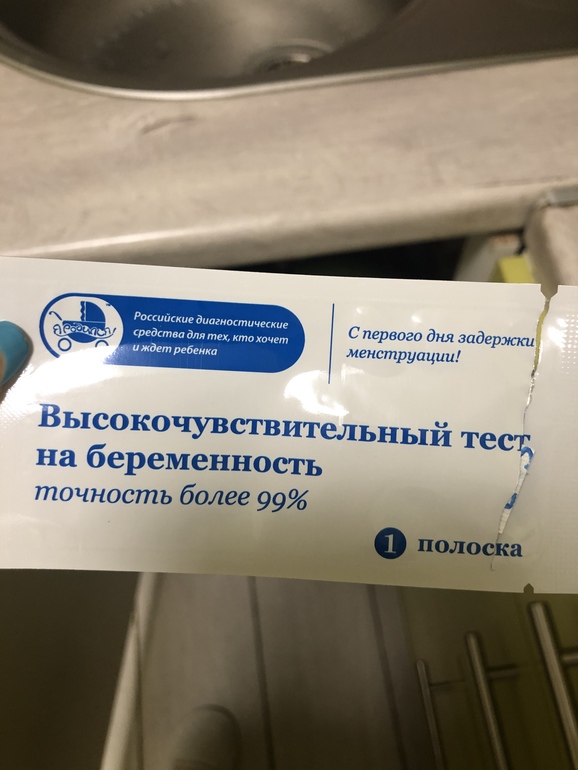 Я РОДИЛСЯ!
Российские диагностические
средства для тех, кто хочет
и ждет ребенка
С первого дня задержки
менструации!
Высокочувствительный тест
на беременность
точность более 99%
1 полоска